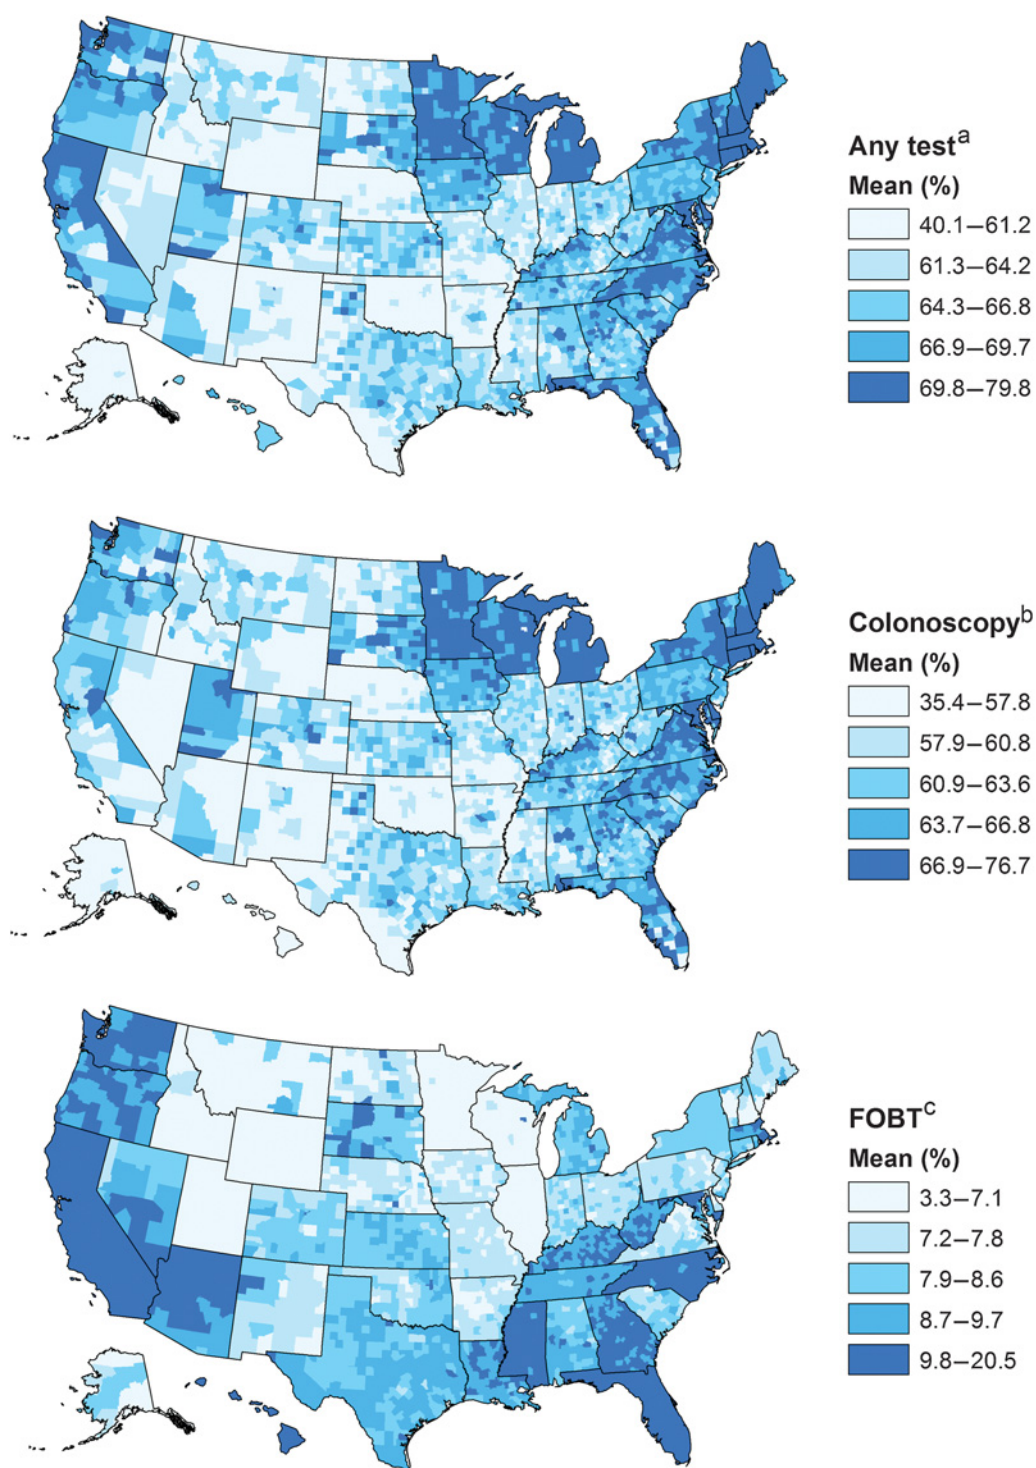 Any testa
Mean (%)
40.1–61.2
61.3–64.2
64.3–66.8
66.9–69.7
69.8–79.8
Colonoscopyb
Mean (%)
35.4–57.8
57.9–60.8
60.9–63.6
63.7–66.8
66.9–76.7
FOBTc
Mean (%)
3.3–7.1
7.2–7.8
7.9–8.6
8.7–9.7
9.8–20.5